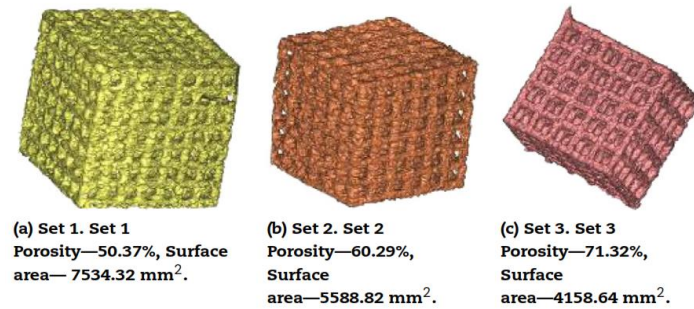 (a) Set 1. Set 1
Porosity—50.37%, Surface
area— 7534.32 mm².
(b) Set 2. Set 2
Porosity—60.29%,
Surface
area—5588.82 mm².
(c) Set 3. Set 3
Porosity—71.32%,
Surface
area—4158.64 mm².